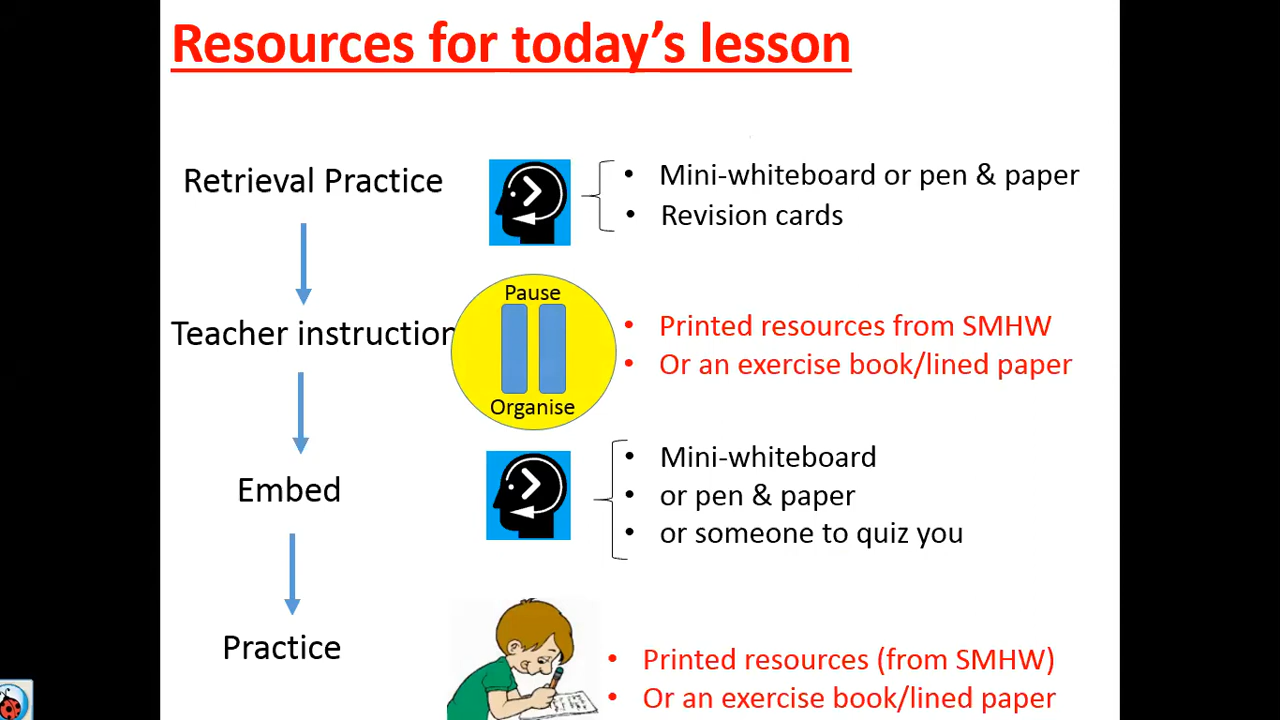 Resources for today's lesson
Retrieval Practice
• Mini-whiteboard or pen & paper
• Revision cards
Teacher instruction
Pause
Organise
• Printed resources from SMHW
• Or an exercise book/lined paper
Embed
• Mini-whiteboard
• or pen & paper
• or someone to quiz you
Practice
• Printed resources (from SMHW)
• Or an exercise book/lined paper